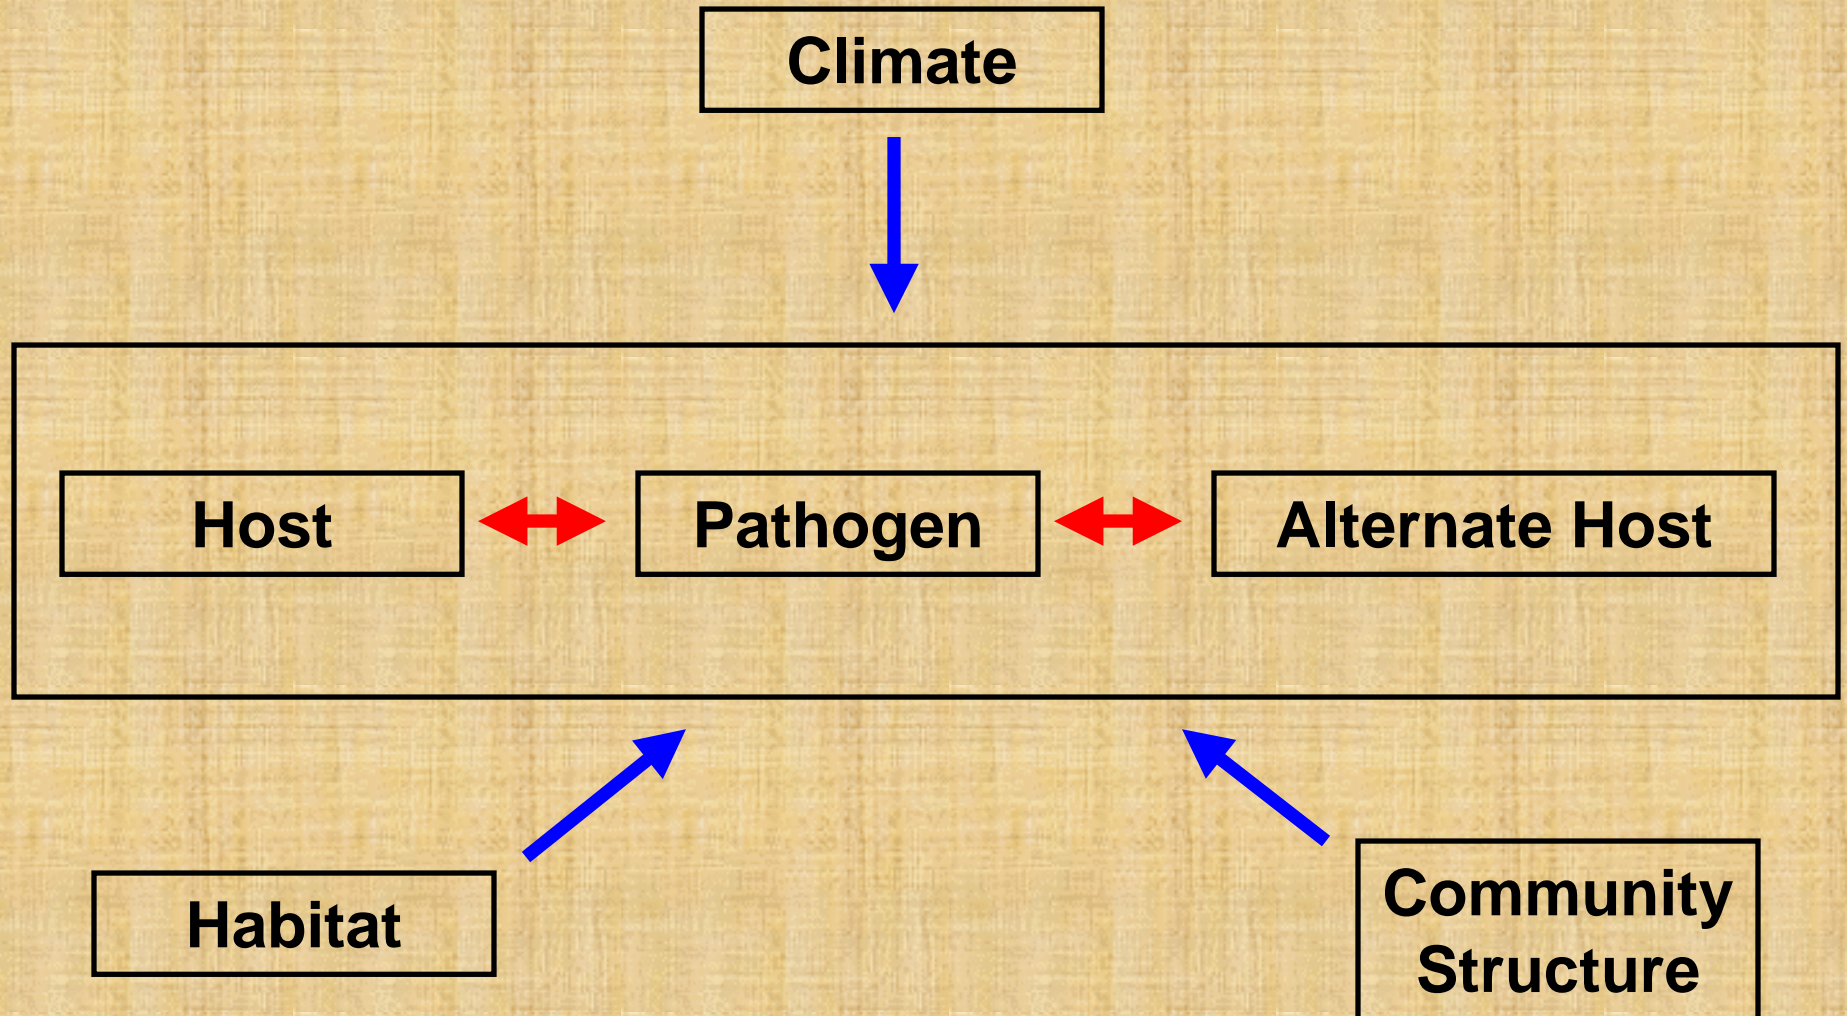 Climate
Host
Pathogen
Alternate Host
Habitat
Community
Structure